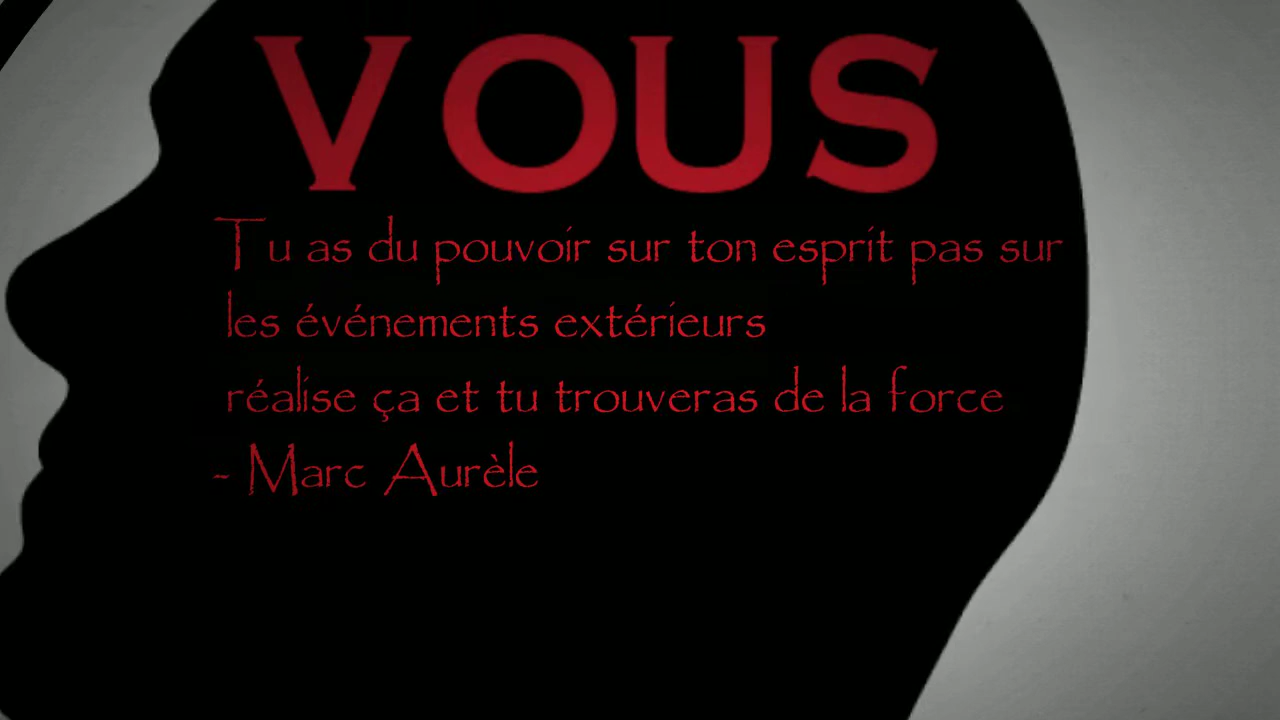 VOUS
Tu as du pouvoir sur ton esprit pas sur
les événements extérieurs
réalise ça et tu trouveras de la force
- Marc Aurèle